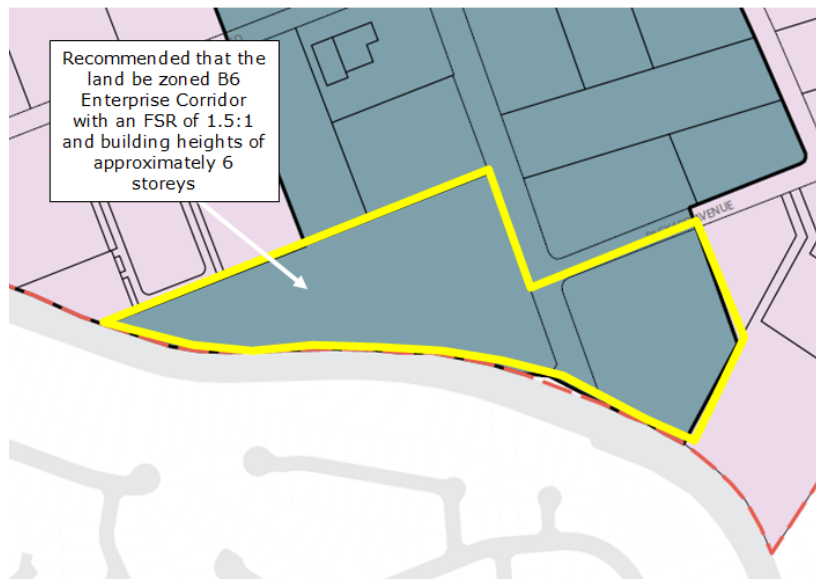 Recommended that the
land be zoned B6
Enterprise Corridor
with an FSR of 1.5:1
and building heights of
approximately 6
storeys
AVENUE